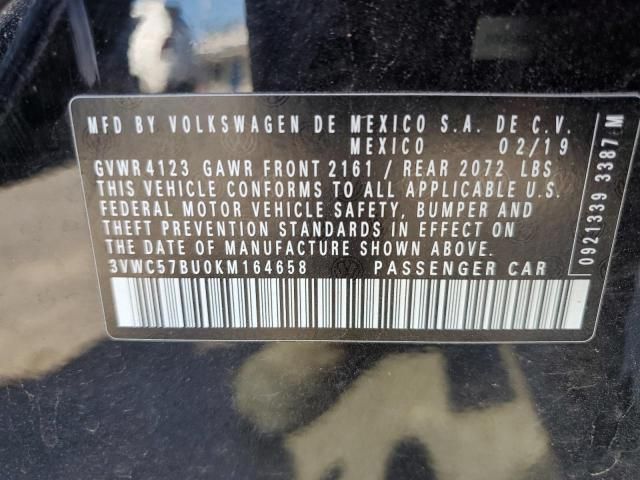 MFD BY VOLKSWAGEN DE MEXICO S.A. DE C.V.
MEXICO 02/19
GVWR 4123 GAWR FRONT 2161 / REAR 2072 LBS
THIS VEHICLE CONFORMS TO ALL APPLICABLE U.S.
FEDERAL MOTOR VEHICLE SAFETY, BUMPER AND
THEFT PREVENTION STANDARDS IN EFFECT ON
THE DATE OF MANUFACTURE SHOWN ABOVE.
3VWC57BU0KM164658 PASSENGER CAR
0921339 3387 M